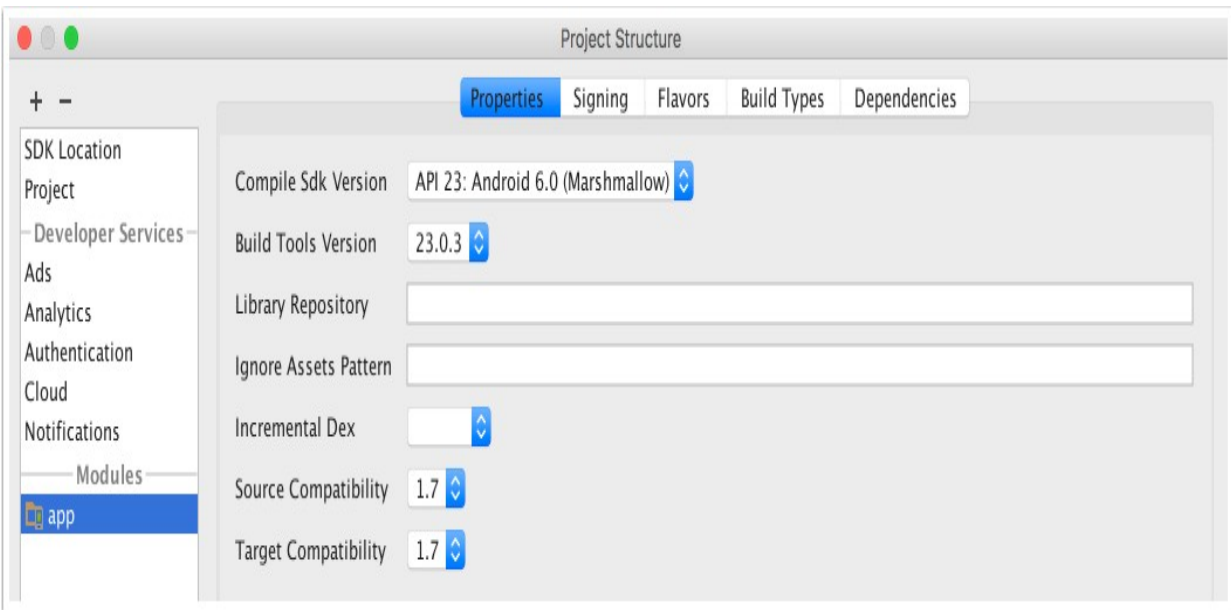 Project Structure
+ −
Properties Signing Flavors Build Types Dependencies
SDK Location
Project
Developer Services
Ads
Analytics
Authentication
Cloud
Notifications
Modules
app
Compile Sdk Version API 23: Android 6.0 (Marshmallow)
Build Tools Version 23.0.3
Library Repository
Ignore Assets Pattern
Incremental Dex
Source Compatibility 1.7
Target Compatibility 1.7